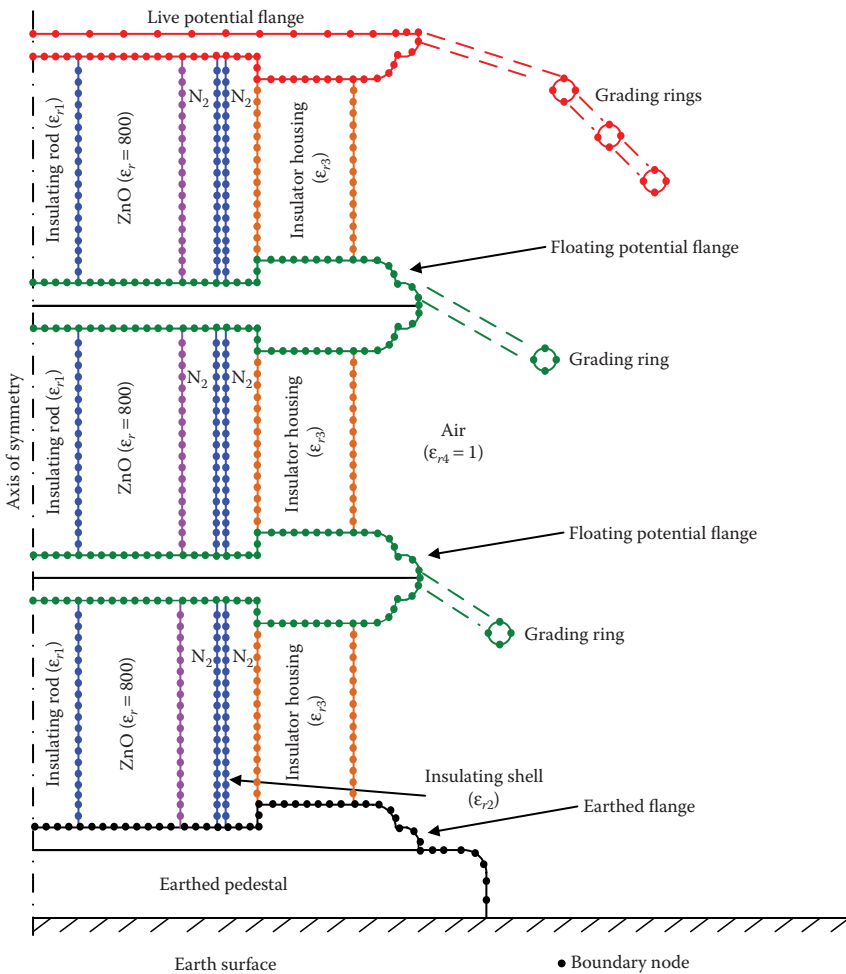 Live potential flange
Grading rings
Insulating rod (εr1)
ZnO (εr = 800)
N2
N2
Insulator housing
(εr3)
Floating potential flange
Grading ring
Axis of symmetry
Insulating rod (εr1)
ZnO (εr = 800)
N2
N2
Insulator housing
(εr3)
Air
(εr4 = 1)
Floating potential flange
Grading ring
Insulating rod (εr1)
ZnO (εr = 800)
N2
N2
Insulator housing
(εr3)
Insulating shell
(εr2)
Earthed flange
Earthed pedestal
Earth surface
Boundary node